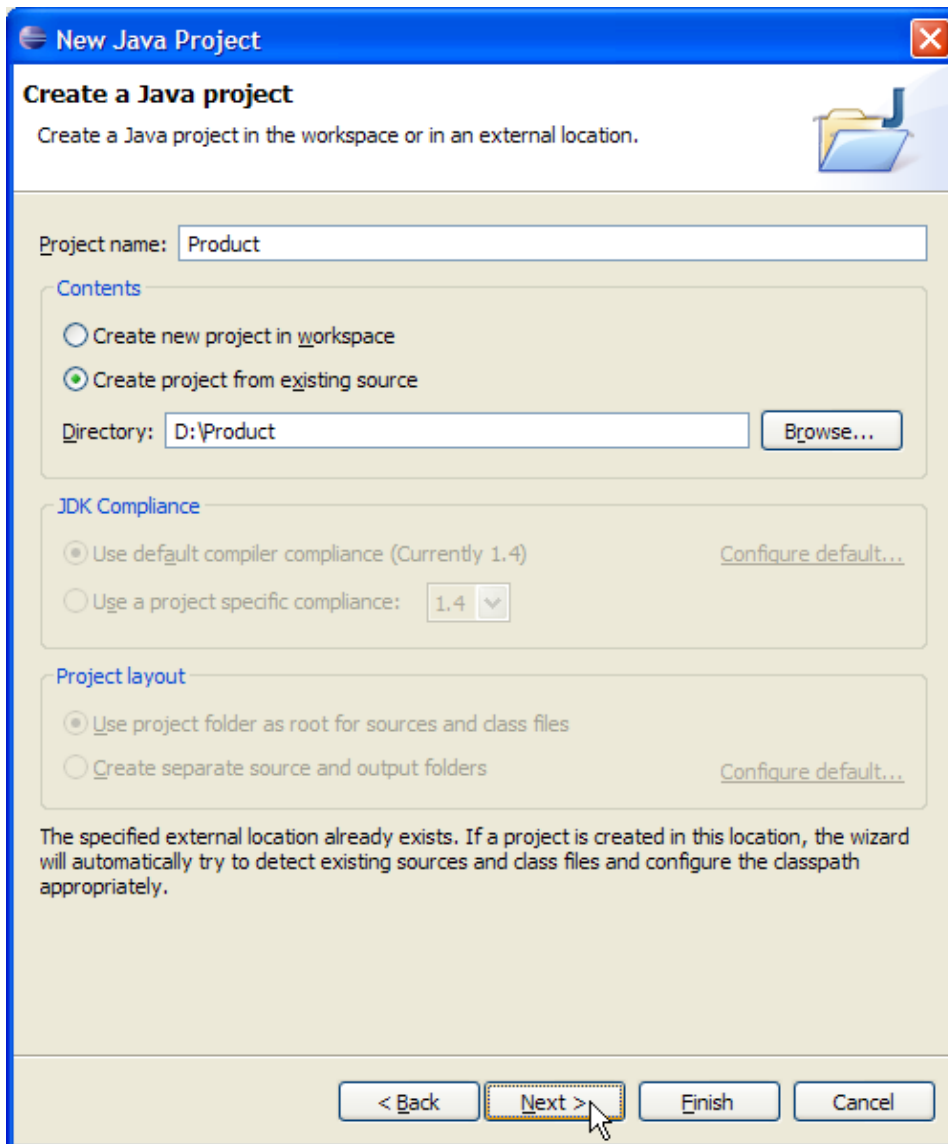 New Java Project
Create a Java project
Create a Java project in the workspace or in an external location.
Project name: Product
Contents
Create new project in workspace
Create project from existing source
Directory: D:\Product Browse...
JDK Compliance
Use default compiler compliance (Currently 1.4) Configure default...
Use a project specific compliance: 1.4
Project layout
Use project folder as root for sources and class files
Create separate source and output folders Configure default...
The specified external location already exists. If a project is created in this location, the wizard
will automatically try to detect existing sources and class files and configure the classpath
appropriately.
< Back Next > Finish Cancel